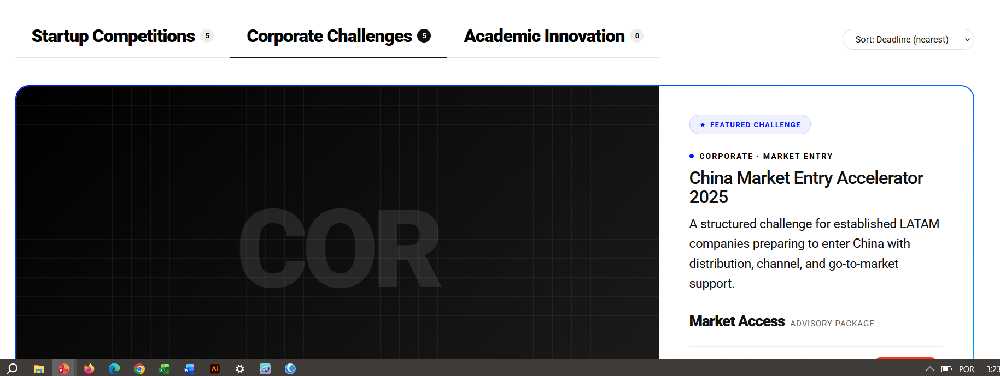 Startup Competitions 5
Corporate Challenges 5
Academic Innovation 0
Sort: Deadline (nearest)
COR
★ FEATURED CHALLENGE
CORPORATE · MARKET ENTRY
China Market Entry Accelerator
2025
A structured challenge for established LATAM
companies preparing to enter China with
distribution, channel, and go-to-market
support.
Market Access ADVISORY PACKAGE
Ai
POR
3:23